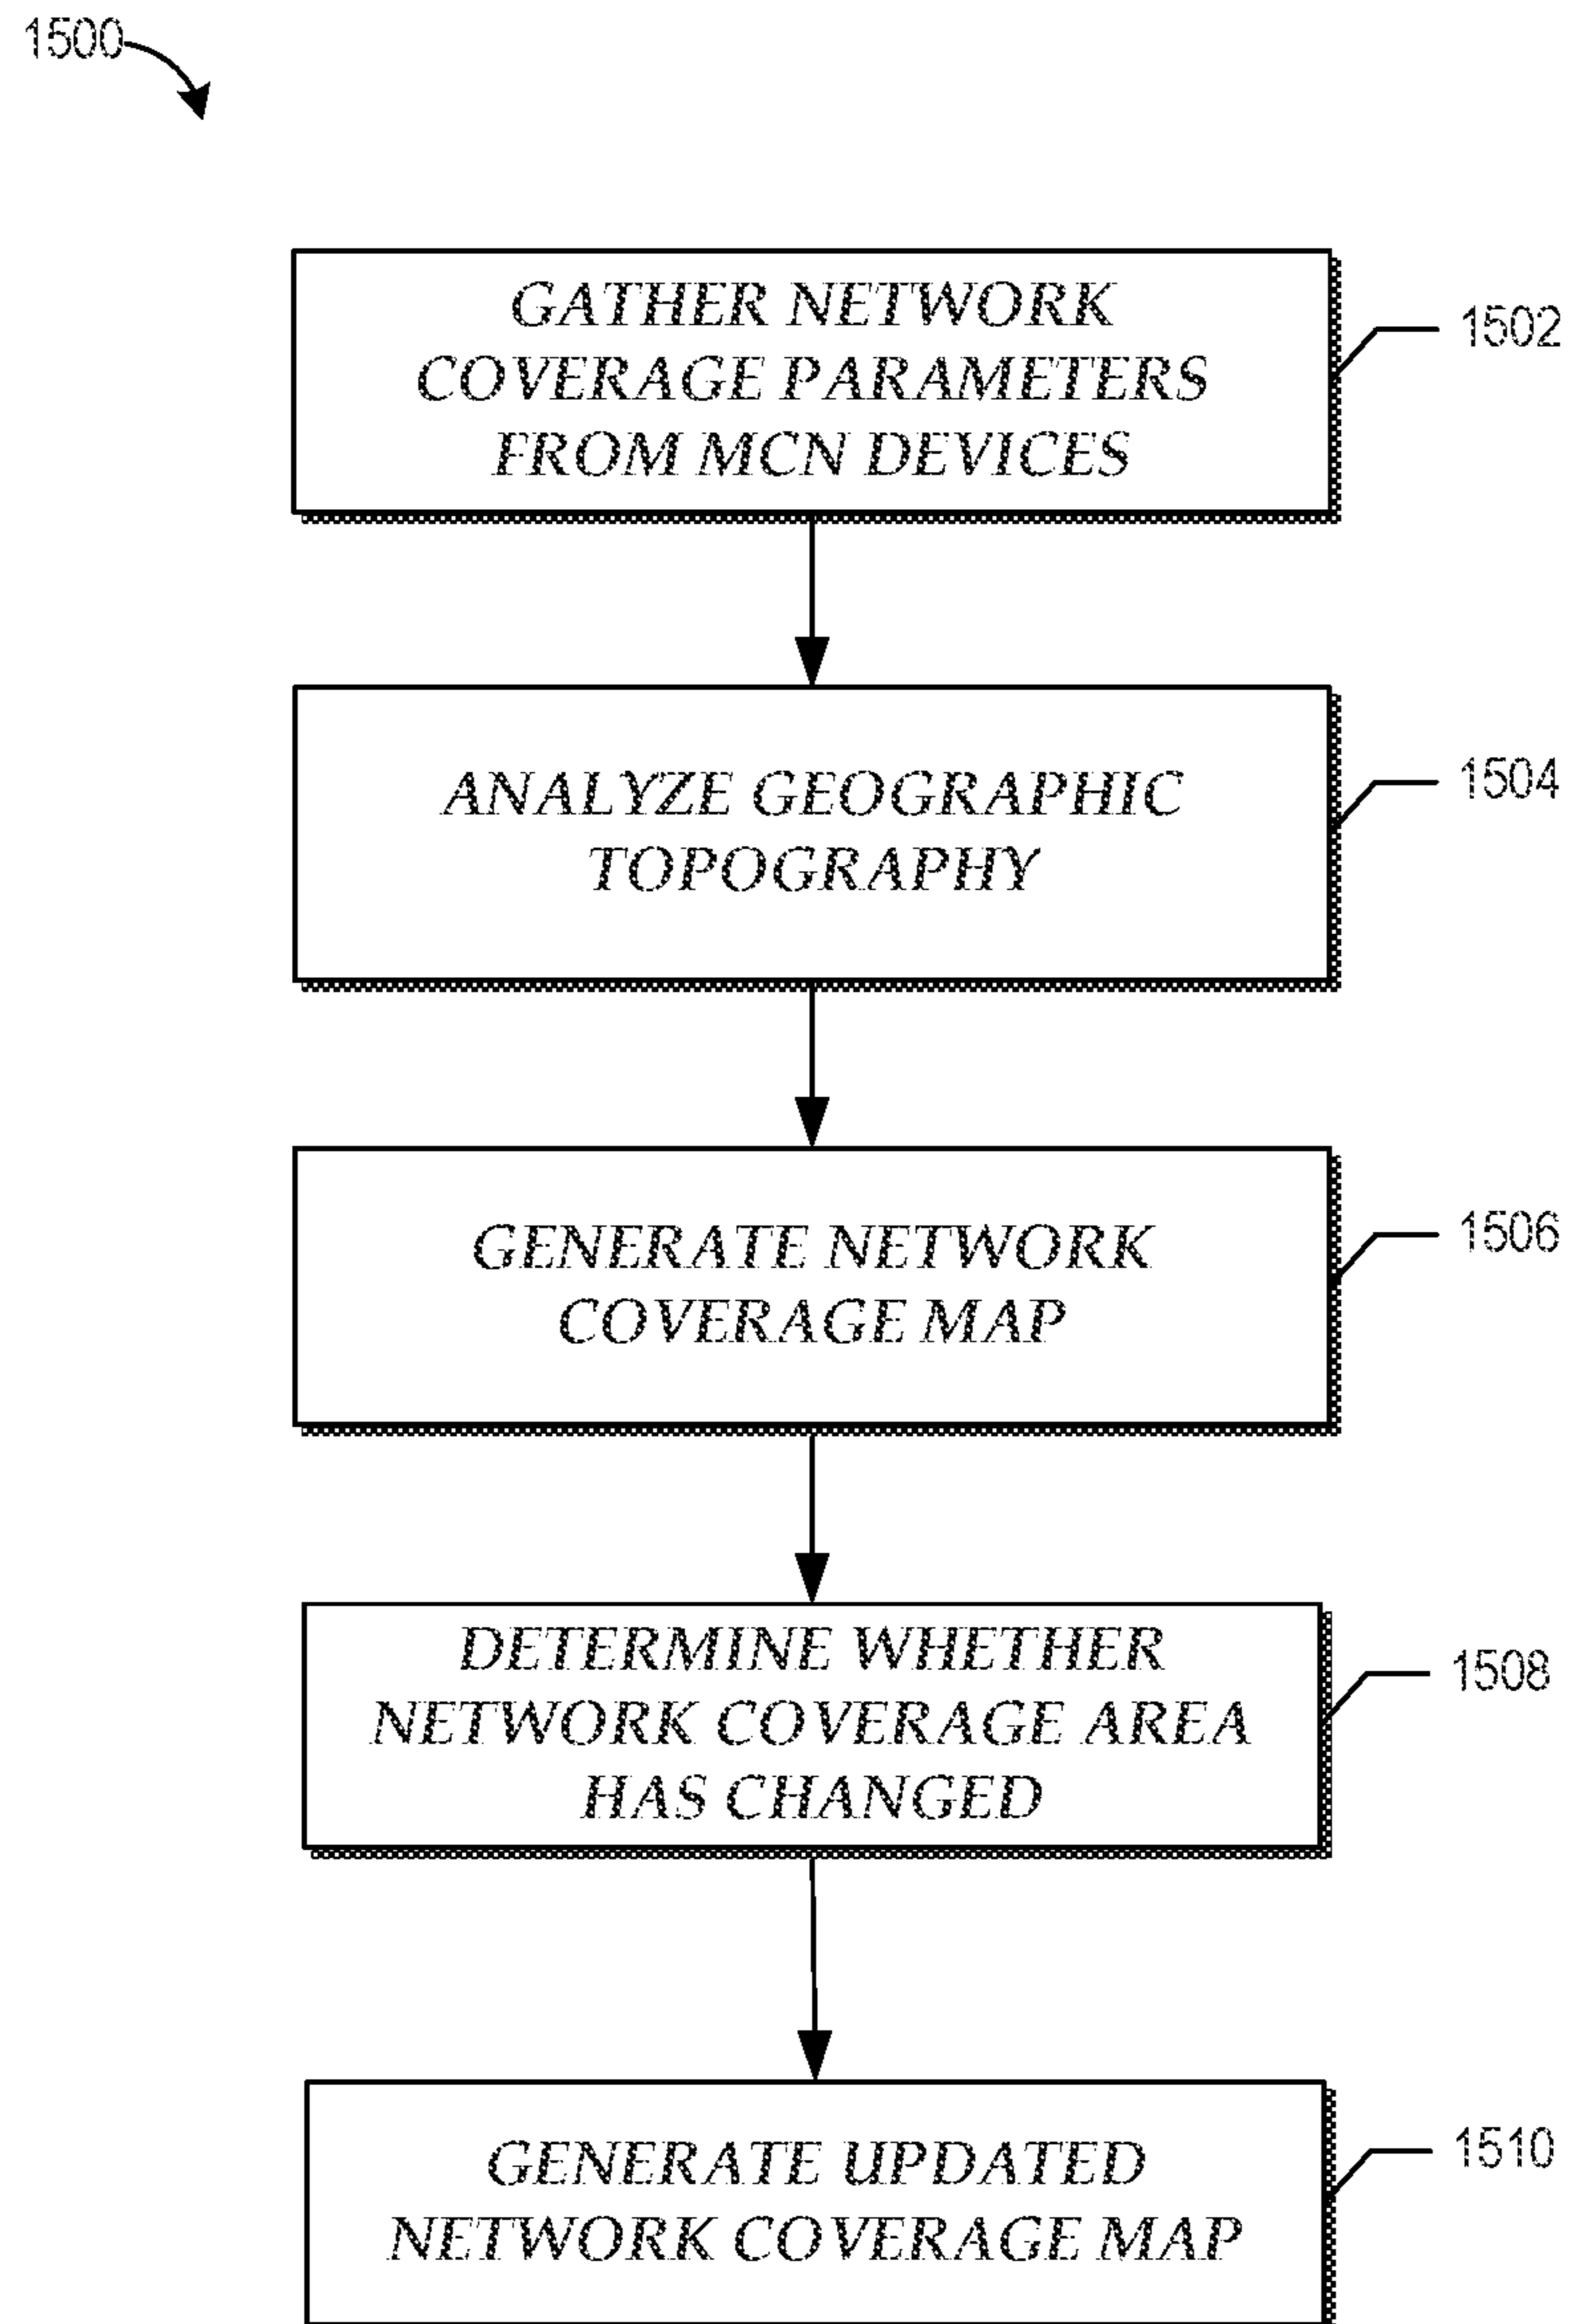 1500
GATHER NETWORK
COVERAGE PARAMETERS
FROM MCN DEVICES
1502
ANALYZE GEOGRAPHIC
TOPOGRAPHY
1504
GENERATE NETWORK
COVERAGE MAP
1506
DETERMINE WHETHER
NETWORK COVERAGE AREA
HAS CHANGED
1508
GENERATE UPDATED
NETWORK COVERAGE MAP
1510